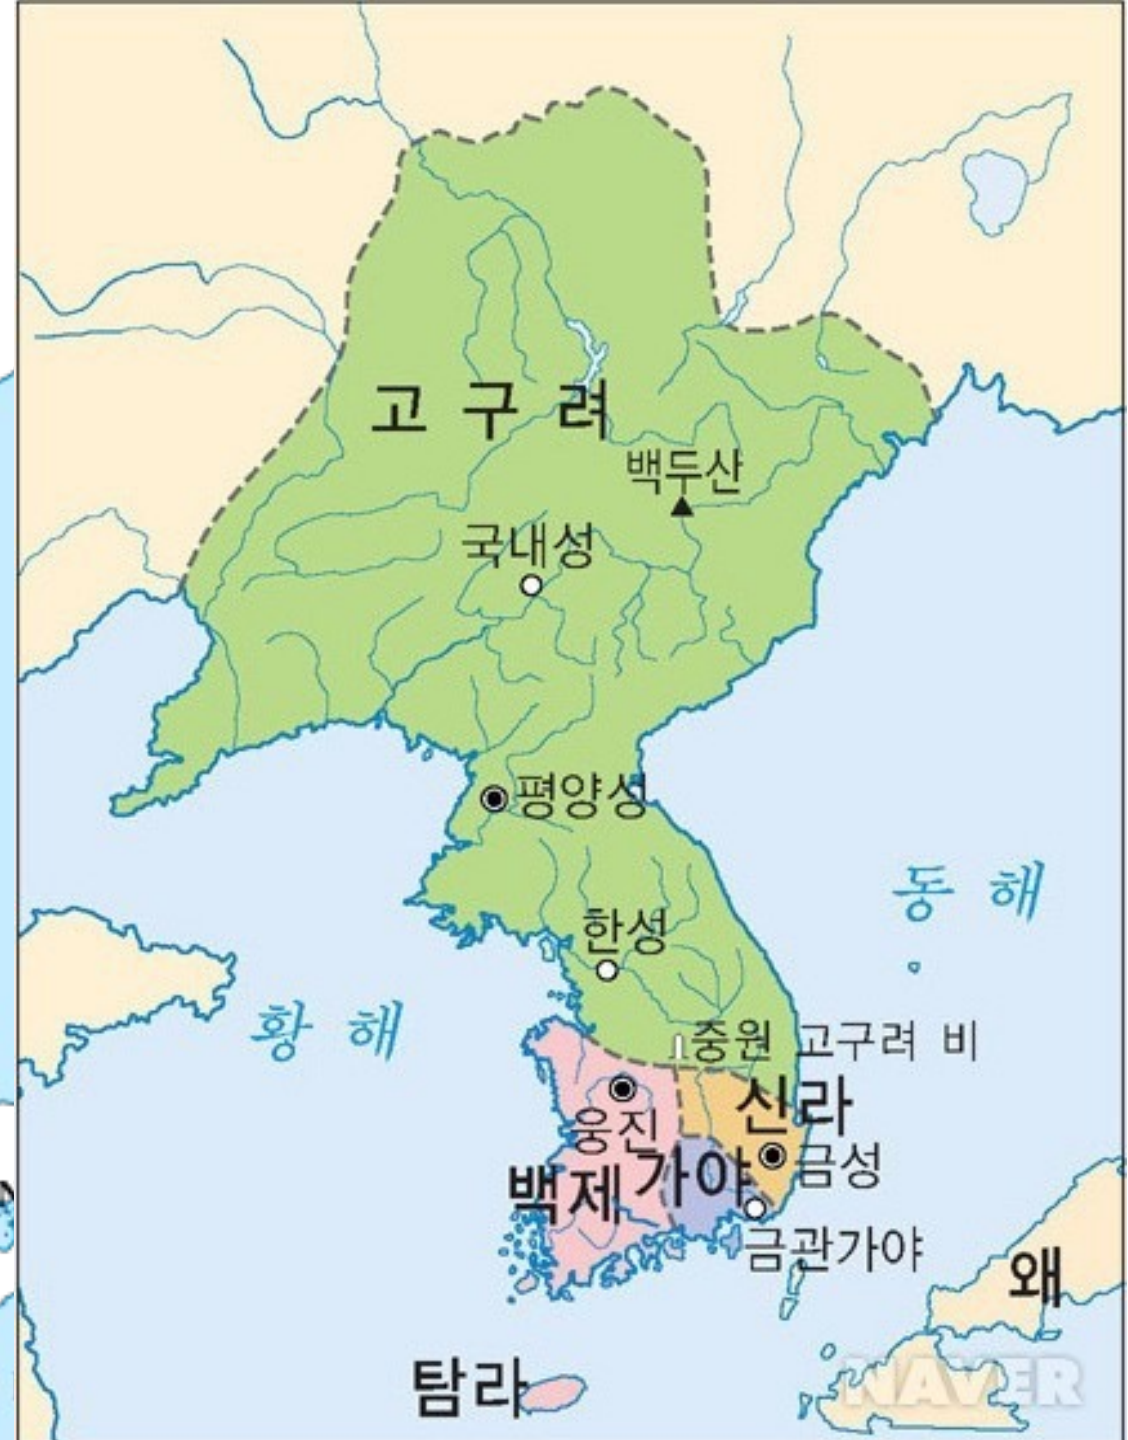 고 구 려
백두산
국내성
평양성
동 해
한성
황 해
중원 고구려 비
신라
웅진
금성
백제
가야
금관가야
왜
탐라
NAVER